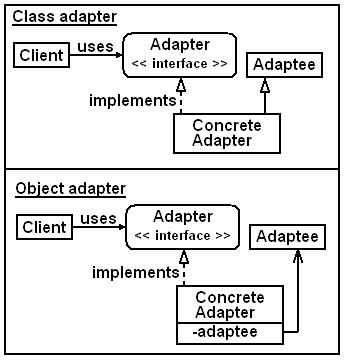 Class adapter
Client
uses
Adapter
<< interface >>
Adaptee
implements
Concrete
Adapter
Object adapter
Client
uses
Adapter
<< interface >>
Adaptee
implements
Concrete
Adapter
-adaptee